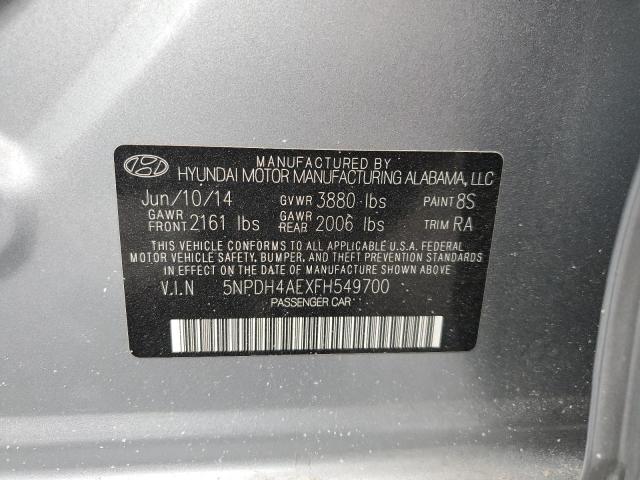 MANUFACTURED BY
HYUNDAI MOTOR MANUFACTURING ALABAMA, LLC
Jun/10/14 GVWR 3880 lbs PAINT 8S
GAWR FRONT 2161 lbs GAWR REAR 2006 lbs TRIM RA
THIS VEHICLE CONFORMS TO ALL APPLICABLE U.S.A. FEDERAL
MOTOR VEHICLE SAFETY, BUMPER, AND THEFT PREVENTION STANDARDS
IN EFFECT ON THE DATE OF MANUFACTURE SHOWN ABOVE.
V.I.N 5NPDH4AEXFH549700
PASSENGER CAR